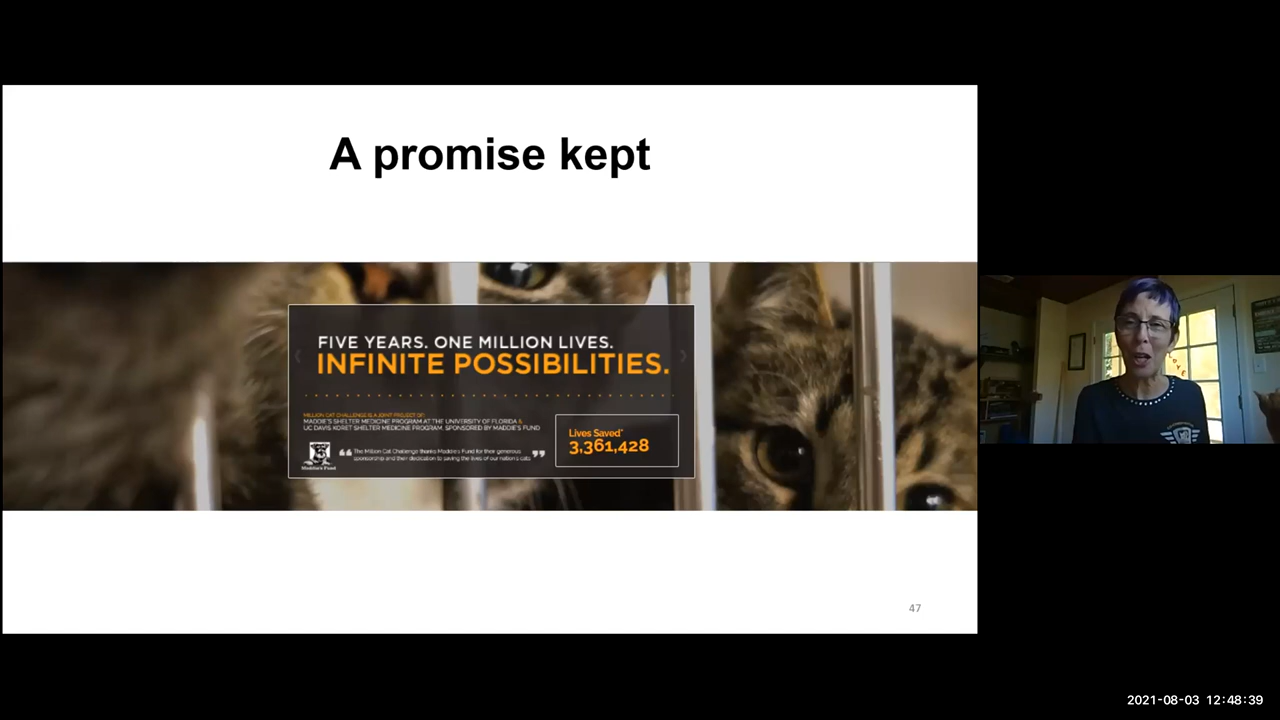 A promise kept
FIVE YEARS. ONE MILLION LIVES.
INFINITE POSSIBILITIES.
MILLION CAT CHALLENGE IS A JOINT PROJECT OF:
MADDIE'S SHELTER MEDICINE PROGRAM AT THE UNIVERSITY OF FLORIDA &
UC DAVIS KORET SHELTER MEDICINE PROGRAM, SPONSORED BY MADDIE'S FUND
Lives Saved*
3,361,428
Maddie's Fund
“ The Million Cat Challenge thanks Maddie's Fund for their generous
sponsorship and their dedication to saving the lives of our nation's cats ”
47
2021-08-03 12:48:39